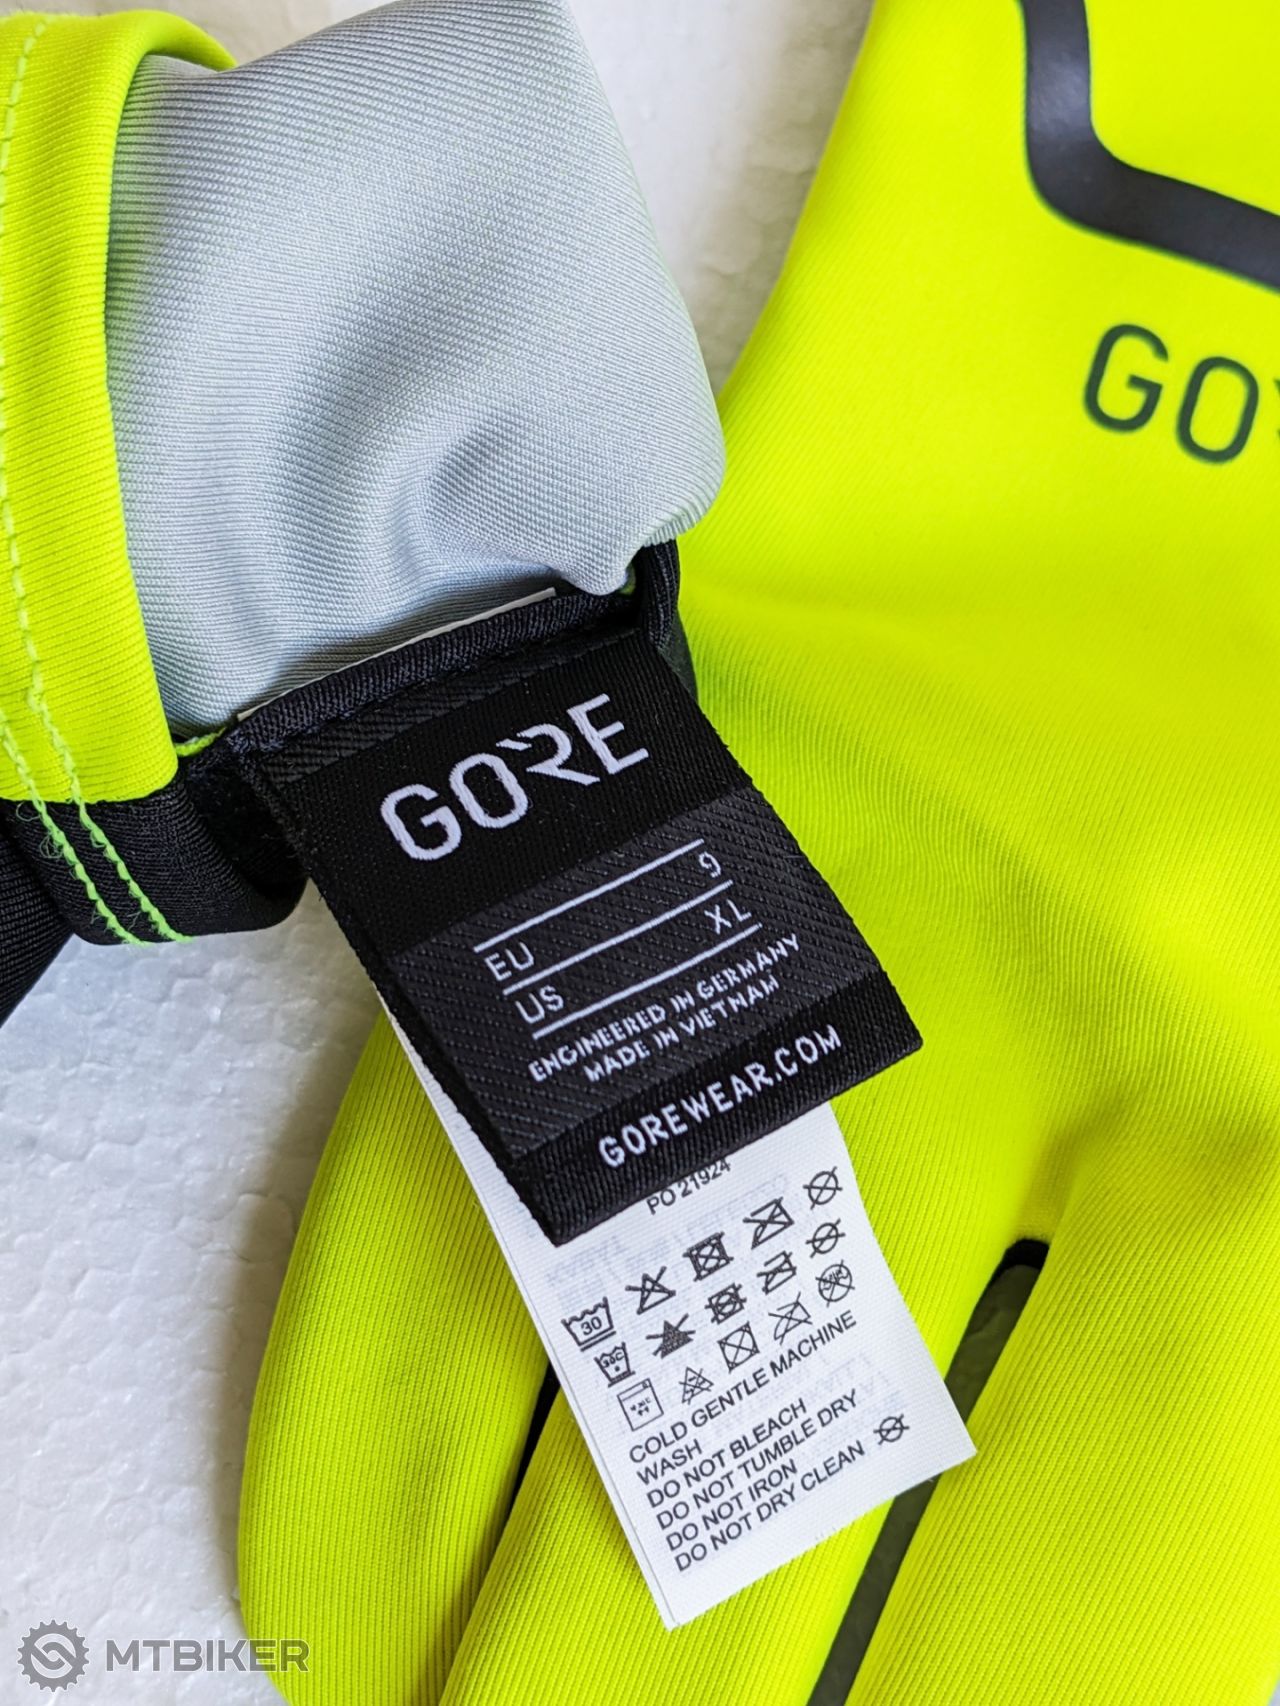 GO
GORE
EU 9
US XL
ENGINEERED IN GERMANY
MADE IN VIETNAM
GOREWEAR.COM
PO 21924
30
COLD GENTLE MACHINE
WASH
DO NOT BLEACH
DO NOT TUMBLE DRY
DO NOT IRON
DO NOT DRY CLEAN
MTBIKER